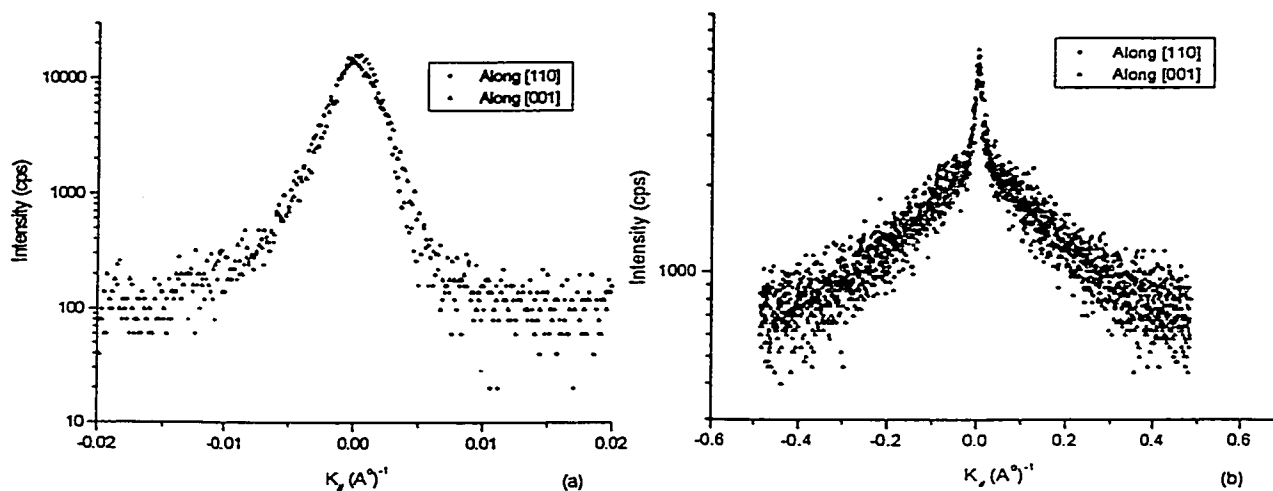 10000
1000
100
10
-0.02
-0.01
0.00
0.01
0.02
Intensity (cps)
Along [110]
Along [001]
K∥ (A°)⁻¹
(a)
1000
-0.6
-0.4
-0.2
0.0
0.2
0.4
0.6
Intensity (cps)
Along [110]
Along [001]
K∥ (A°)⁻¹
(b)